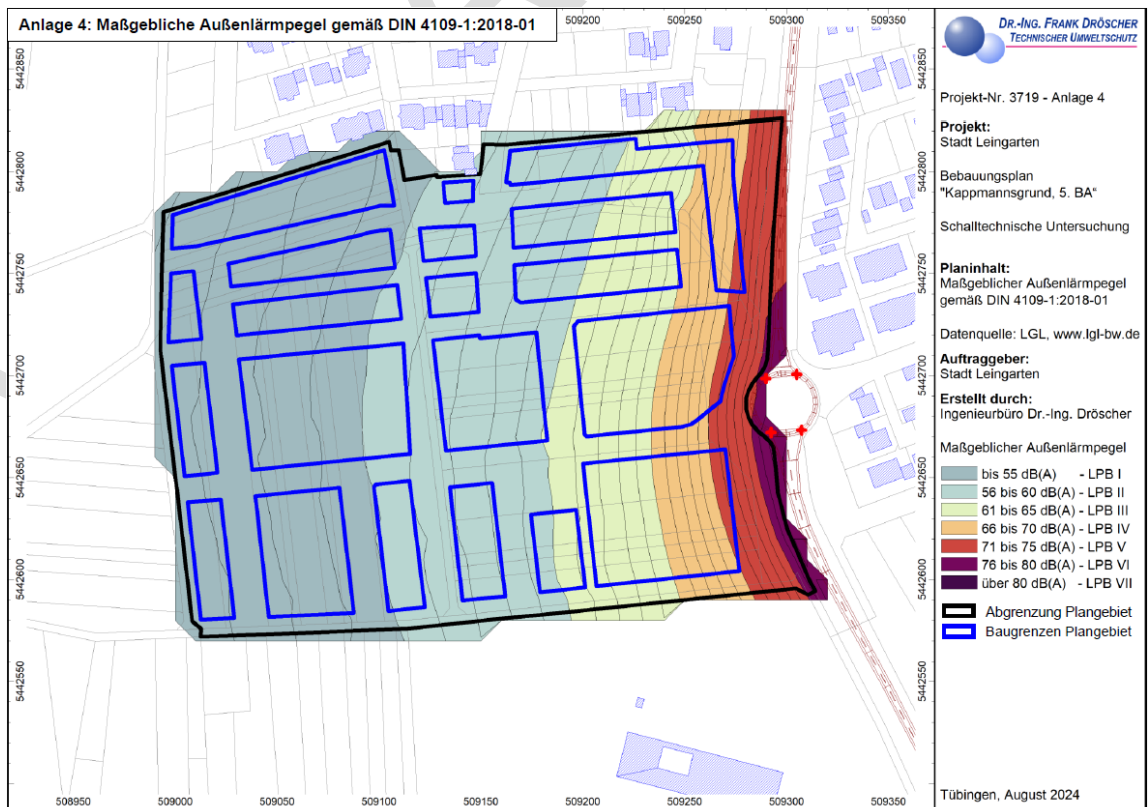 Anlage 4: Maßgebliche Außenlärmpegel gemäß DIN 4109-1:2018-01
509200
509250
509300
5442850
5442800
5442750
5442700
5442650
5442600
5442550
5442850
5442800
5442750
5442700
5442650
5442600
5442550
508950
509000
509050
509100
509150
509200
509250
509300
509350
DR.-ING. FRANK DRÖSCHER
TECHNISCHER UMWELTSCHUTZ
Projekt-Nr. 3719 - Anlage 4
Projekt:
Stadt Leingarten
Bebauungsplan
"Kappmannsgrund, 5. BA"
Schalltechnische Untersuchung
Planinhalt:
Maßgeblicher Außenlärmpegel
gemäß DIN 4109-1:2018-01
Datenquelle: LGL, www.lgl-bw.de
Auftraggeber:
Stadt Leingarten
Erstellt durch:
Ingenieurbüro Dr.-Ing. Dröscher
Maßgeblicher Außenlärmpegel
bis 55 dB(A) - LPB I
56 bis 60 dB(A) - LPB II
61 bis 65 dB(A) - LPB III
66 bis 70 dB(A) - LPB IV
71 bis 75 dB(A) - LPB V
76 bis 80 dB(A) - LPB VI
über 80 dB(A) - LPB VII
Abgrenzung Plangebiet
Baugrenzen Plangebiet
Tübingen, August 2024